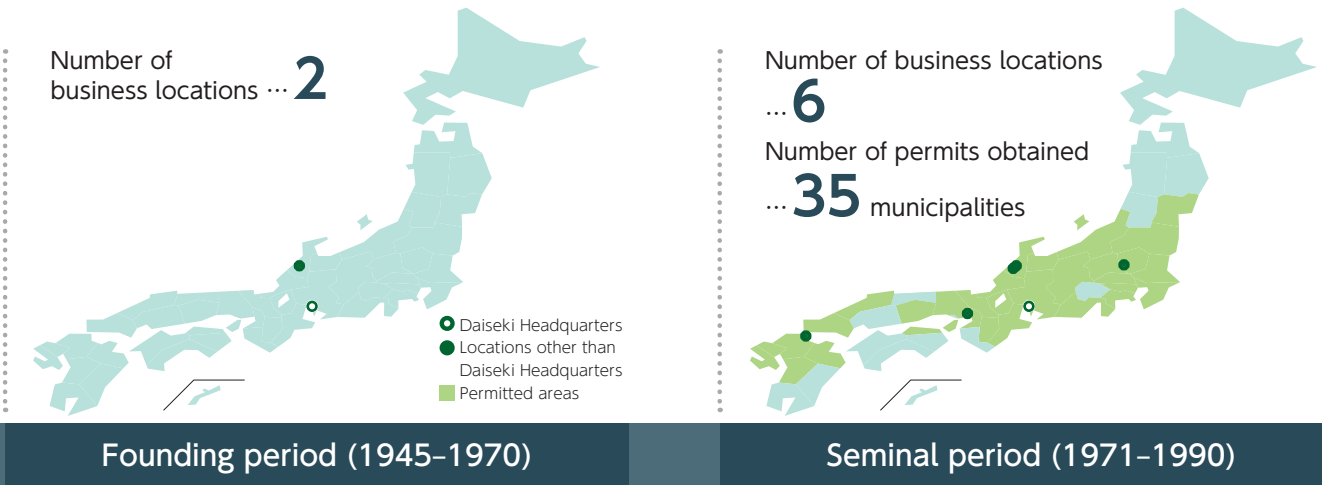 Number of
business locations … 2
Daiseki Headquarters
Locations other than
Daiseki Headquarters
Permitted areas
Founding period (1945–1970)
Number of business locations
… 6
Number of permits obtained
… 35 municipalities
Seminal period (1971–1990)